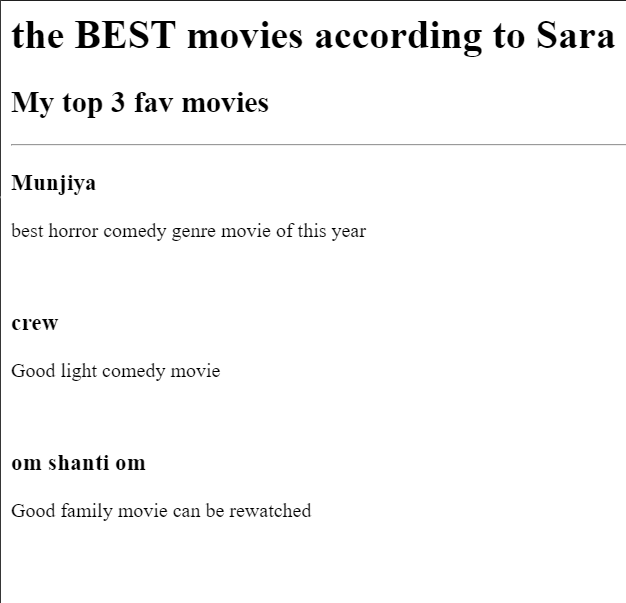 the BEST movies according to Sara
My top 3 fav movies
Munjiya
best horror comedy genre movie of this year
crew
Good light comedy movie
om shanti om
Good family movie can be rewatched